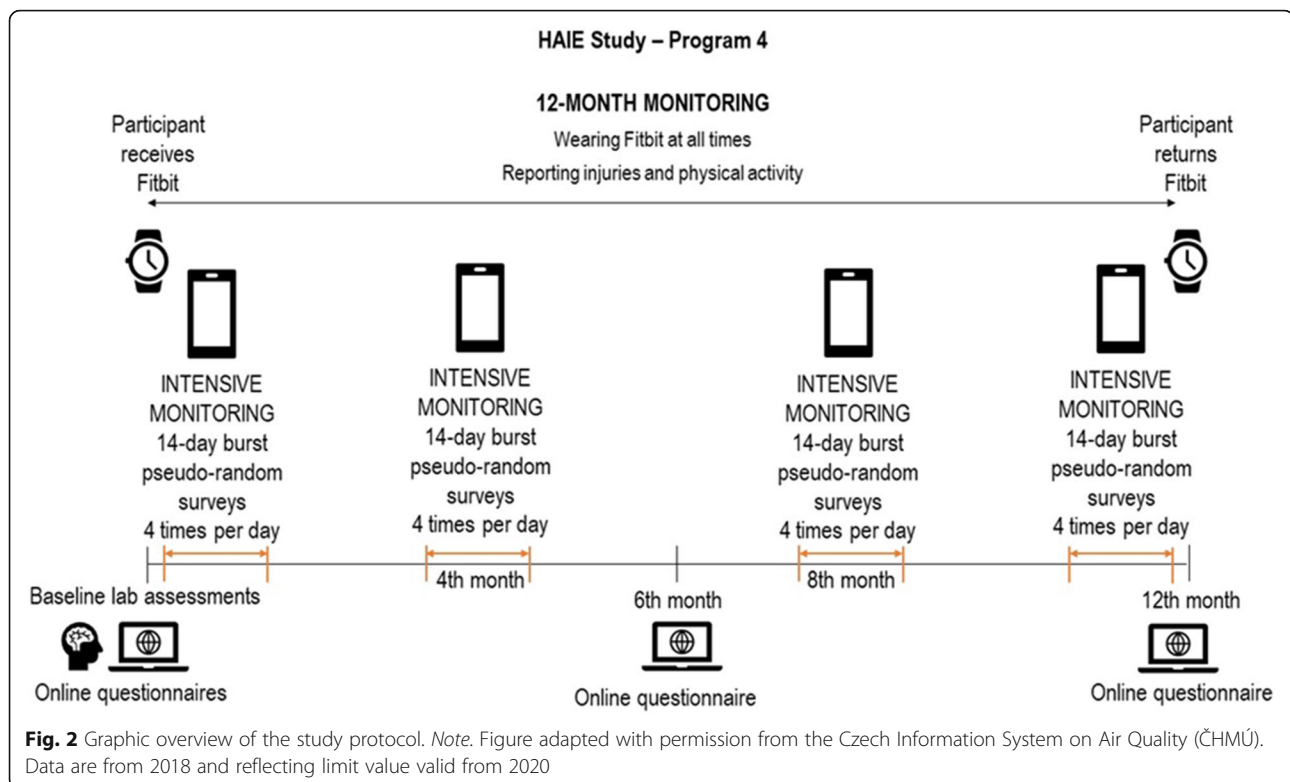 HAIE Study – Program 4
12-MONTH MONITORING
Wearing Fitbit at all times
Reporting injuries and physical activity
Participant
receives
Fitbit
Participant
returns
Fitbit
INTENSIVE
MONITORING
14-day burst
pseudo-random
surveys
4 times per day
INTENSIVE
MONITORING
14-day burst
pseudo-random
surveys
4 times per day
INTENSIVE
MONITORING
14-day burst
pseudo-random
surveys
4 times per day
INTENSIVE
MONITORING
14-day burst
pseudo-random
surveys
4 times per day
Baseline lab assessments
4th month
6th month
8th month
12th month
Online questionnaires
Online questionnaire
Online questionnaire
Fig. 2 Graphic overview of the study protocol. Note. Figure adapted with permission from the Czech Information System on Air Quality (ČHMÚ).
Data are from 2018 and reflecting limit value valid from 2020